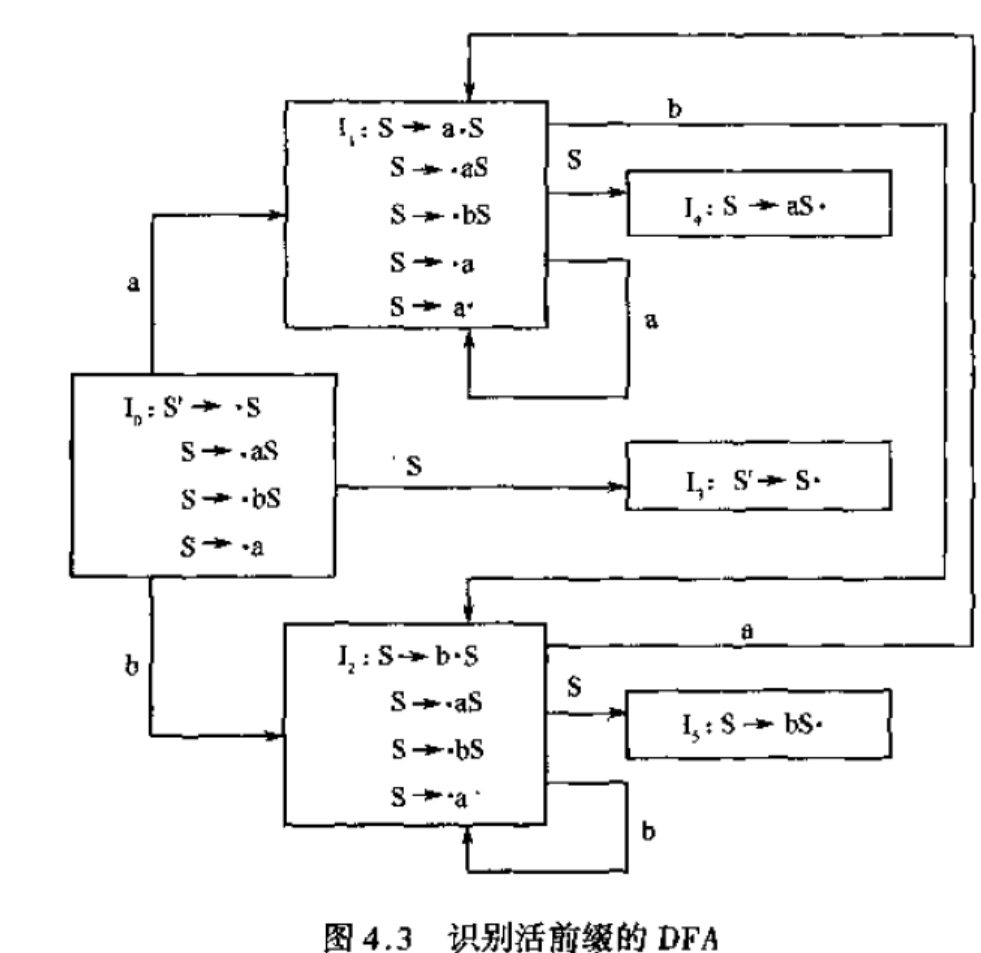 b
I₁: S → a·S
S → ·aS
S → ·bS
S → ·a
S → a·
S
I₄: S → aS·
a
a
I₀: S' → ·S
S → ·aS
S → ·bS
S → ·a
S
I₃: S' → S·
b
I₂: S → b·S
S → ·aS
S → ·bS
S → ·a
a
S
I₅: S → bS·
b
图 4.3 识别活前缀的 DFA